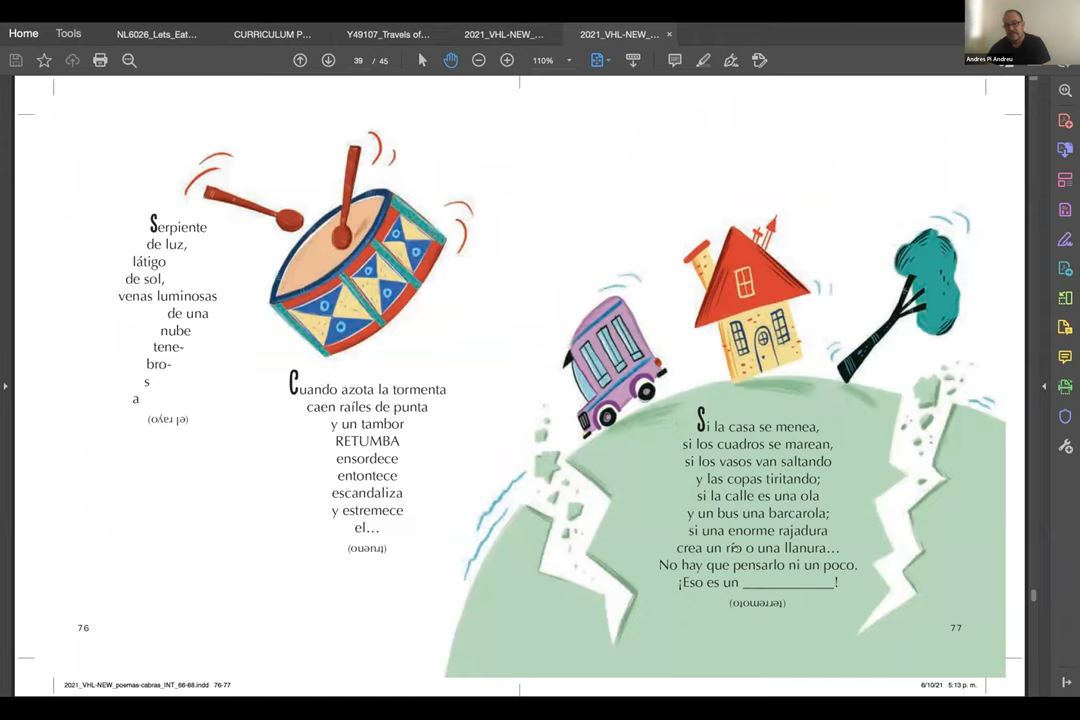 Home Tools NL6026_Lets_Eat... CURRICULUM P... Y49107_Travels of... 2021_VHL-NEW_... 2021_VHL-NEW_... ×
39 / 45 110%
Andres Pi Andreu
Serpiente
de luz,
látigo
de sol,
venas luminosas
de una
nube
tene-
bro-
s
a
(el rayo)
Cuando azota la tormenta
caen raíles de punta
y un tambor
RETUMBA
ensordece
entontece
escandaliza
y estremece
el...
(trueno)
76
Si la casa se menea,
si los cuadros se marean,
si los vasos van saltando
y las copas tiritando;
si la calle es una ola
y un bus una barcarola;
si una enorme rajadura
crea un río o una llanura...
No hay que pensarlo ni un poco.
¡Eso es un ______________!
(terremoto)
77
2021_VHL-NEW_poemas-cabras_INT_66-88.indd 76-77
6/10/21 5:13 p. m.